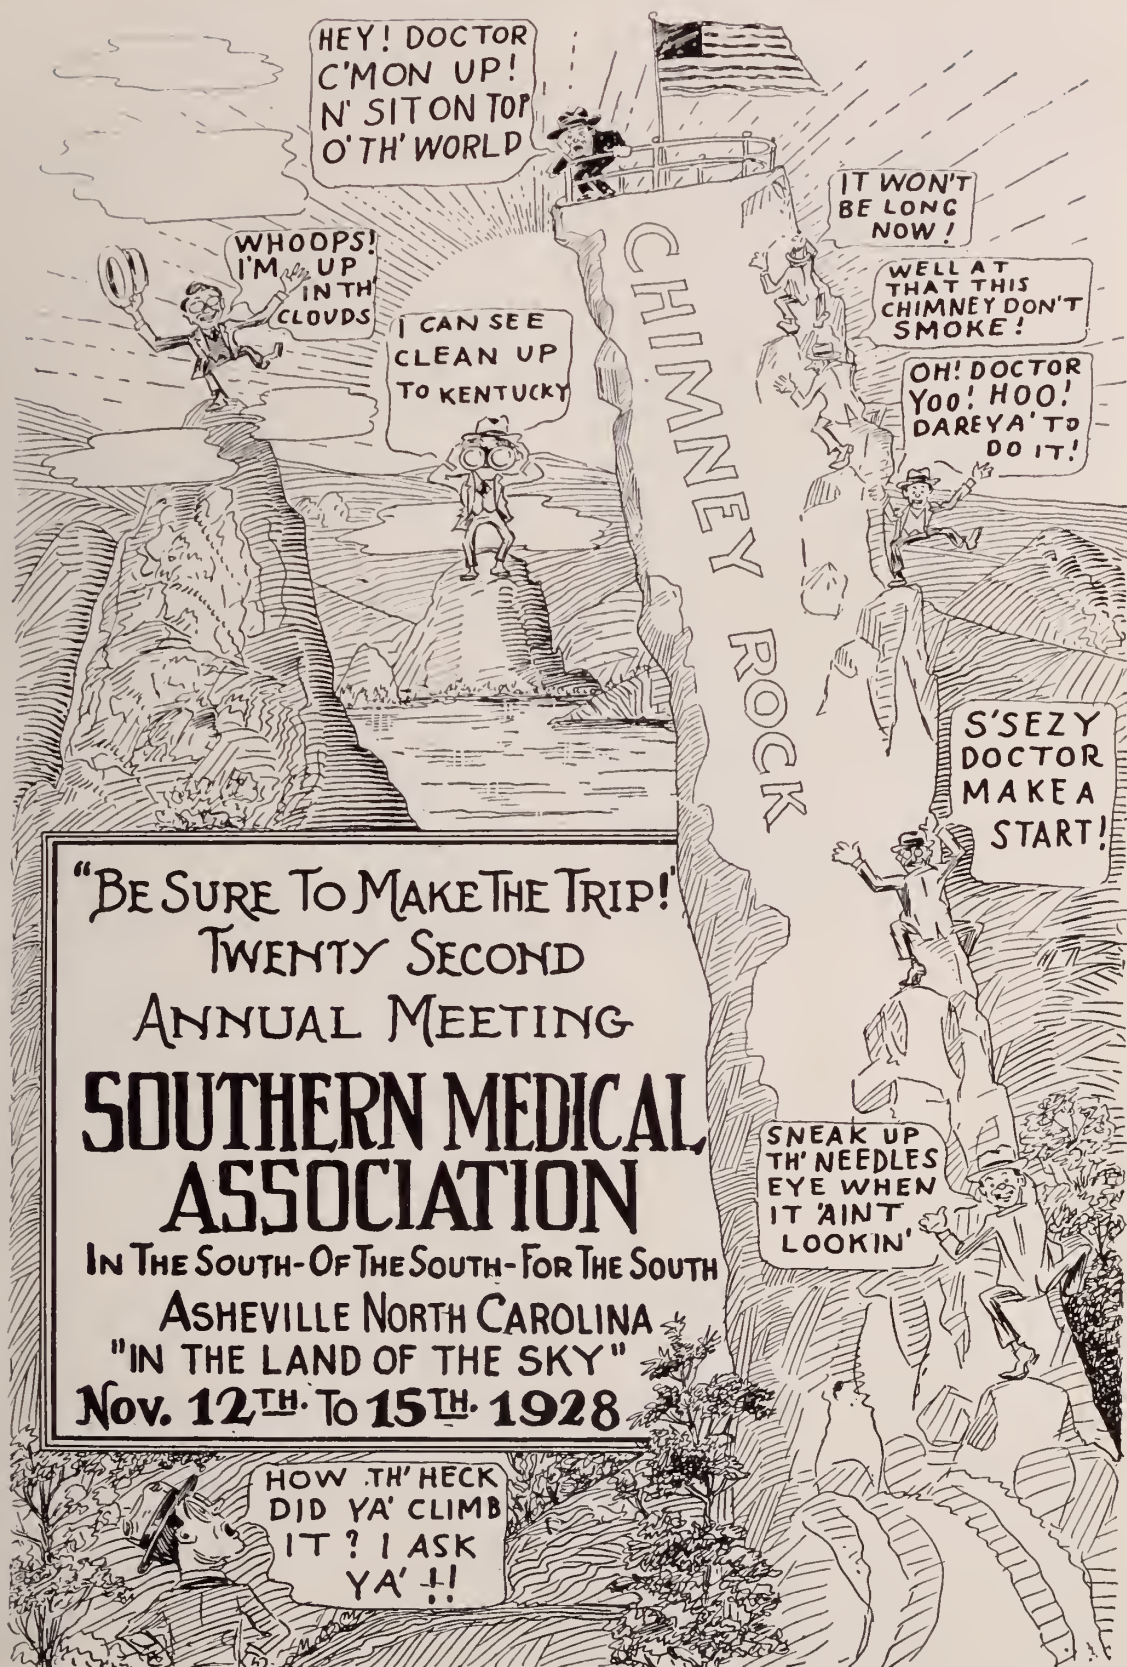 HEY! DOCTOR
C'MON UP!
N' SIT ON TOP
O' TH' WORLD
WHOOPS!
I'M UP
IN TH'
CLOUDS
I CAN SEE
CLEAN UP
TO KENTUCKY
IT WON'T
BE LONG
NOW!
WELL AT
THAT THIS
CHIMNEY DON'T
SMOKE!
OH! DOCTOR
YOO! HOO!
DARE YA' TO
DO IT!
CHIMNEY ROCK
S'SEZY
DOCTOR
MAKE A
START!
"BE SURE TO MAKE THE TRIP!"
TWENTY SECOND
ANNUAL MEETING
SOUTHERN MEDICAL
ASSOCIATION
IN THE SOUTH-OF THE SOUTH-FOR THE SOUTH
ASHEVILLE NORTH CAROLINA
"IN THE LAND OF THE SKY"
Nov. 12TH. TO 15TH. 1928
SNEAK UP
TH' NEEDLES
EYE WHEN
IT 'AINT
LOOKIN'
HOW TH' HECK
DID YA' CLIMB
IT? I ASK
YA'!!